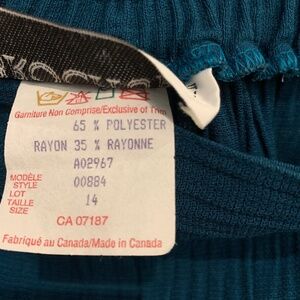 Garniture Non Comprise/Exclusive of Trim
65 % POLYESTER
RAYON 35 % RAYONNE
A02967
MODÈLE
STYLE 00884
LOT
TAILLE 14
SIZE
CA 07187
Fabriqué au Canada/Made in Canada